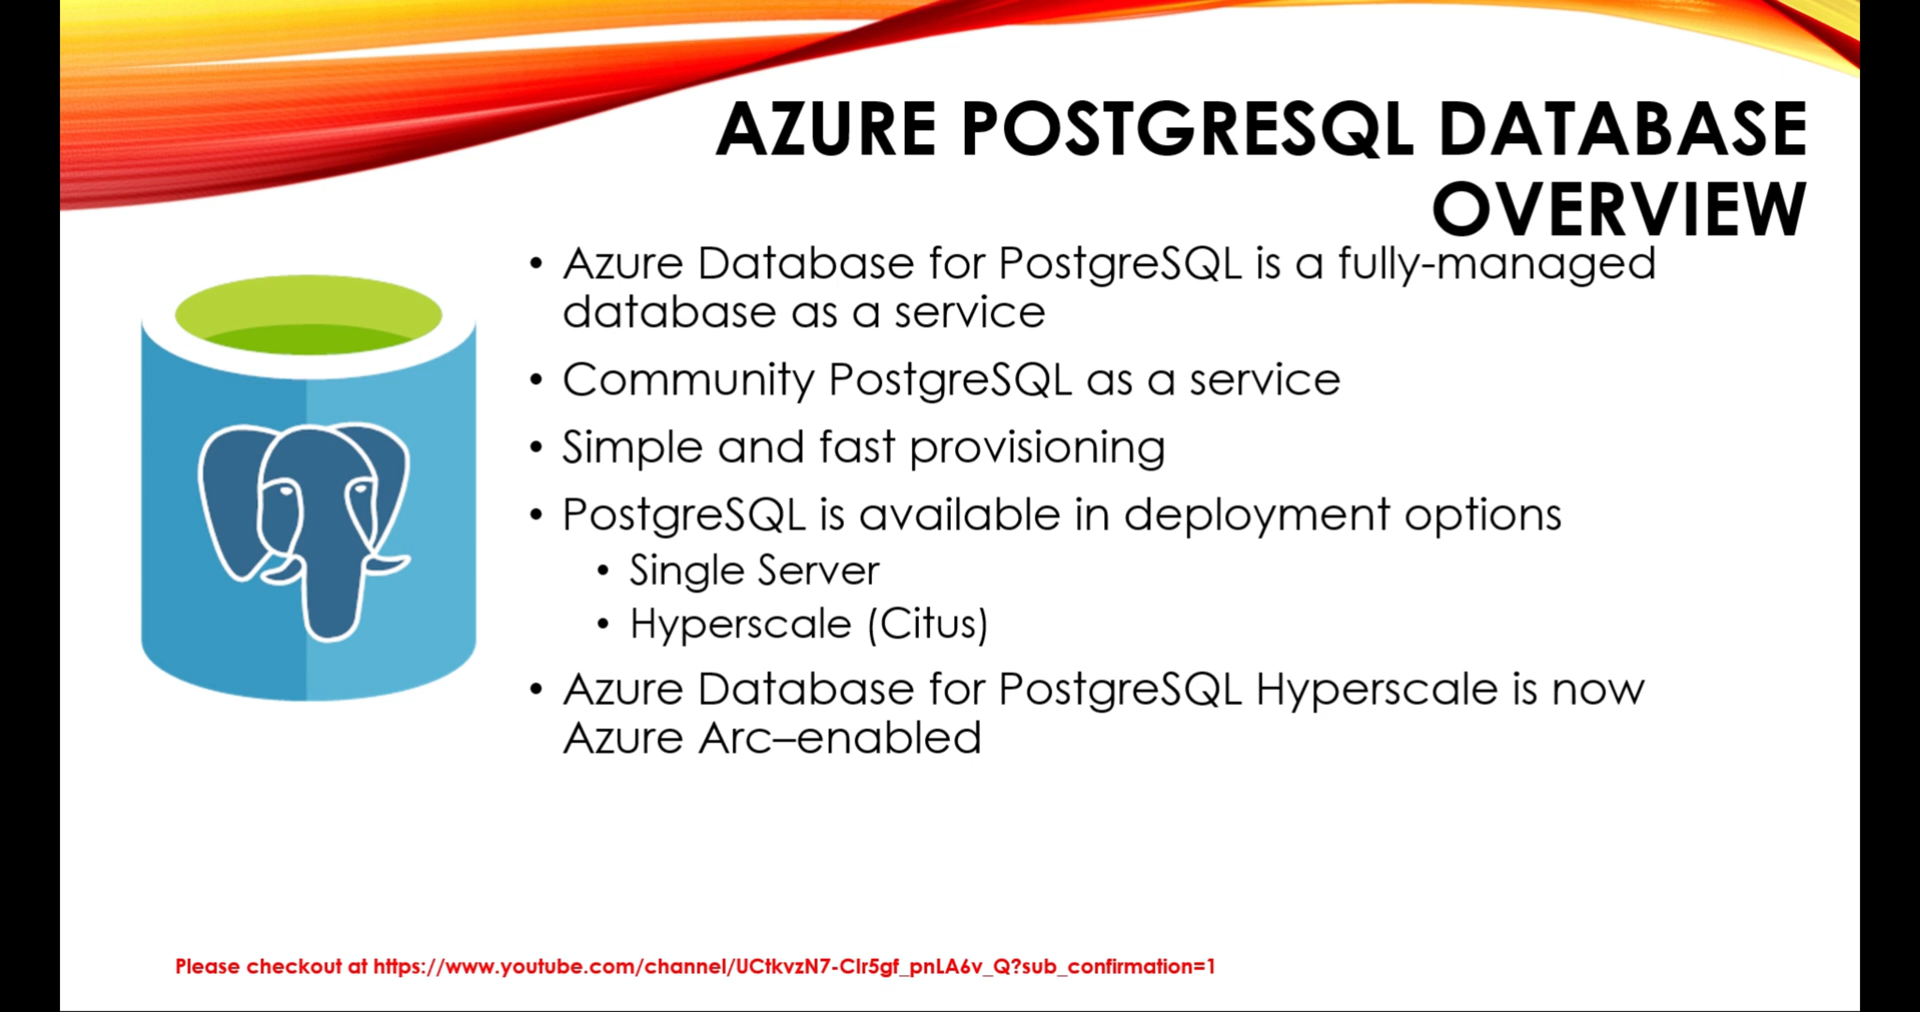 AZURE POSTGRESQL DATABASE
OVERVIEW
• Azure Database for PostgreSQL is a fully-managed
database as a service
• Community PostgreSQL as a service
• Simple and fast provisioning
• PostgreSQL is available in deployment options
• Single Server
• Hyperscale (Citus)
• Azure Database for PostgreSQL Hyperscale is now
Azure Arc–enabled
Please checkout at https://www.youtube.com/channel/UCtkvzN7-CIr5gf_pnLA6v_Q?sub_confirmation=1